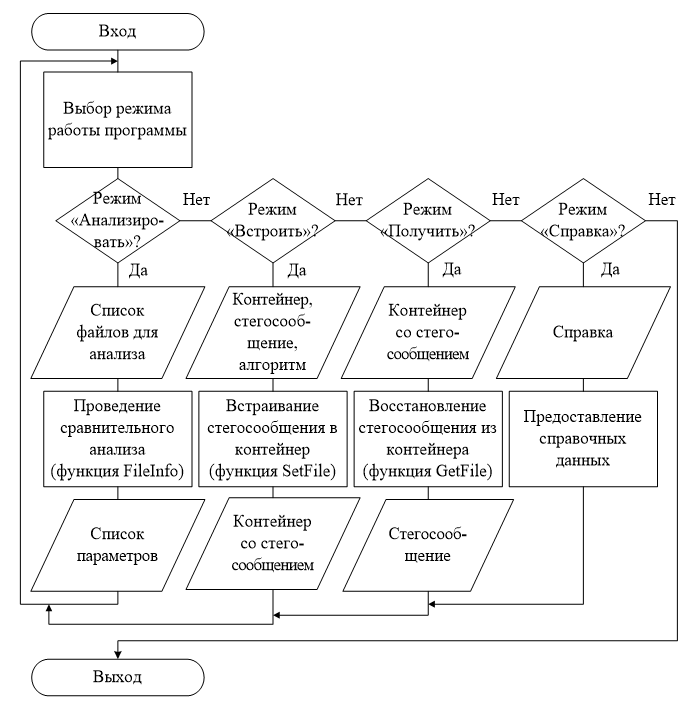 Вход
Выбор режима
работы программы
Режим
«Анализиро-
вать»?
Нет
Режим
«Встроить»?
Нет
Режим
«Получить»?
Нет
Режим
«Справка»?
Нет
Да
Да
Да
Да
Список
файлов для
анализа
Контейнер,
стегосооб-
щение,
алгоритм
Контейнер
со стего-
сообщением
Справка
Проведение
сравнительного
анализа
(функция FileInfo)
Встраивание
стегосообщения в
контейнер
(функция SetFile)
Восстановление
стегосообщения из
контейнера
(функция GetFile)
Предоставление
справочных
данных
Список
параметров
Контейнер
со стего-
сообщением
Стегосооб-
щение
Выход